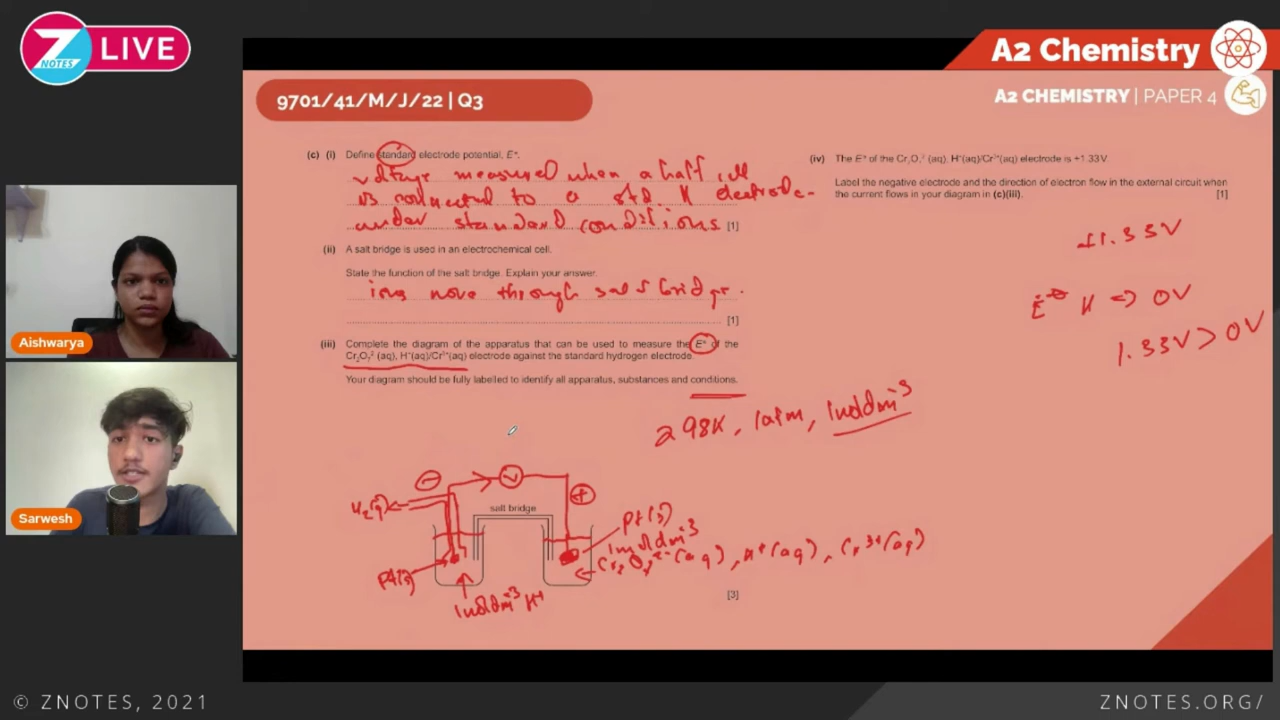 Z
NOTES
LIVE
A2 Chemistry
A2 CHEMISTRY | PAPER 4
9701/41/M/J/22 | Q3
(c) (i) Define standard electrode potential, E⦵.
voltage measured when a half cell
is connected to a std. H electrode
under standard conditions [1]
(ii) A salt bridge is used in an electrochemical cell.
State the function of the salt bridge. Explain your answer.
ions move through salt bridge.
[1]
(iii) Complete the diagram of the apparatus that can be used to measure the E⦵ of the
Cr₂O₇²⁻(aq), H⁺(aq)/Cr³⁺(aq) electrode against the standard hydrogen electrode.
Your diagram should be fully labelled to identify all apparatus, substances and conditions.
298K, 1atm, 1moldm⁻³
− V +
H₂(g)
salt bridge
Pt(s)
1moldm⁻³
Cr₂O₇²⁻(aq), H⁺(aq), Cr³⁺(aq)
Pt(s)
1moldm⁻³ H⁺
[3]
(iv) The E⦵ of the Cr₂O₇²⁻(aq), H⁺(aq)/Cr³⁺(aq) electrode is +1.33V.
Label the negative electrode and the direction of electron flow in the external circuit when
the current flows in your diagram in (c)(iii). [1]
+1.33V
E⦵ H => 0V
1.33V > 0V
Aishwarya
Sarwesh
© ZNOTES, 2021
ZNOTES.ORG/